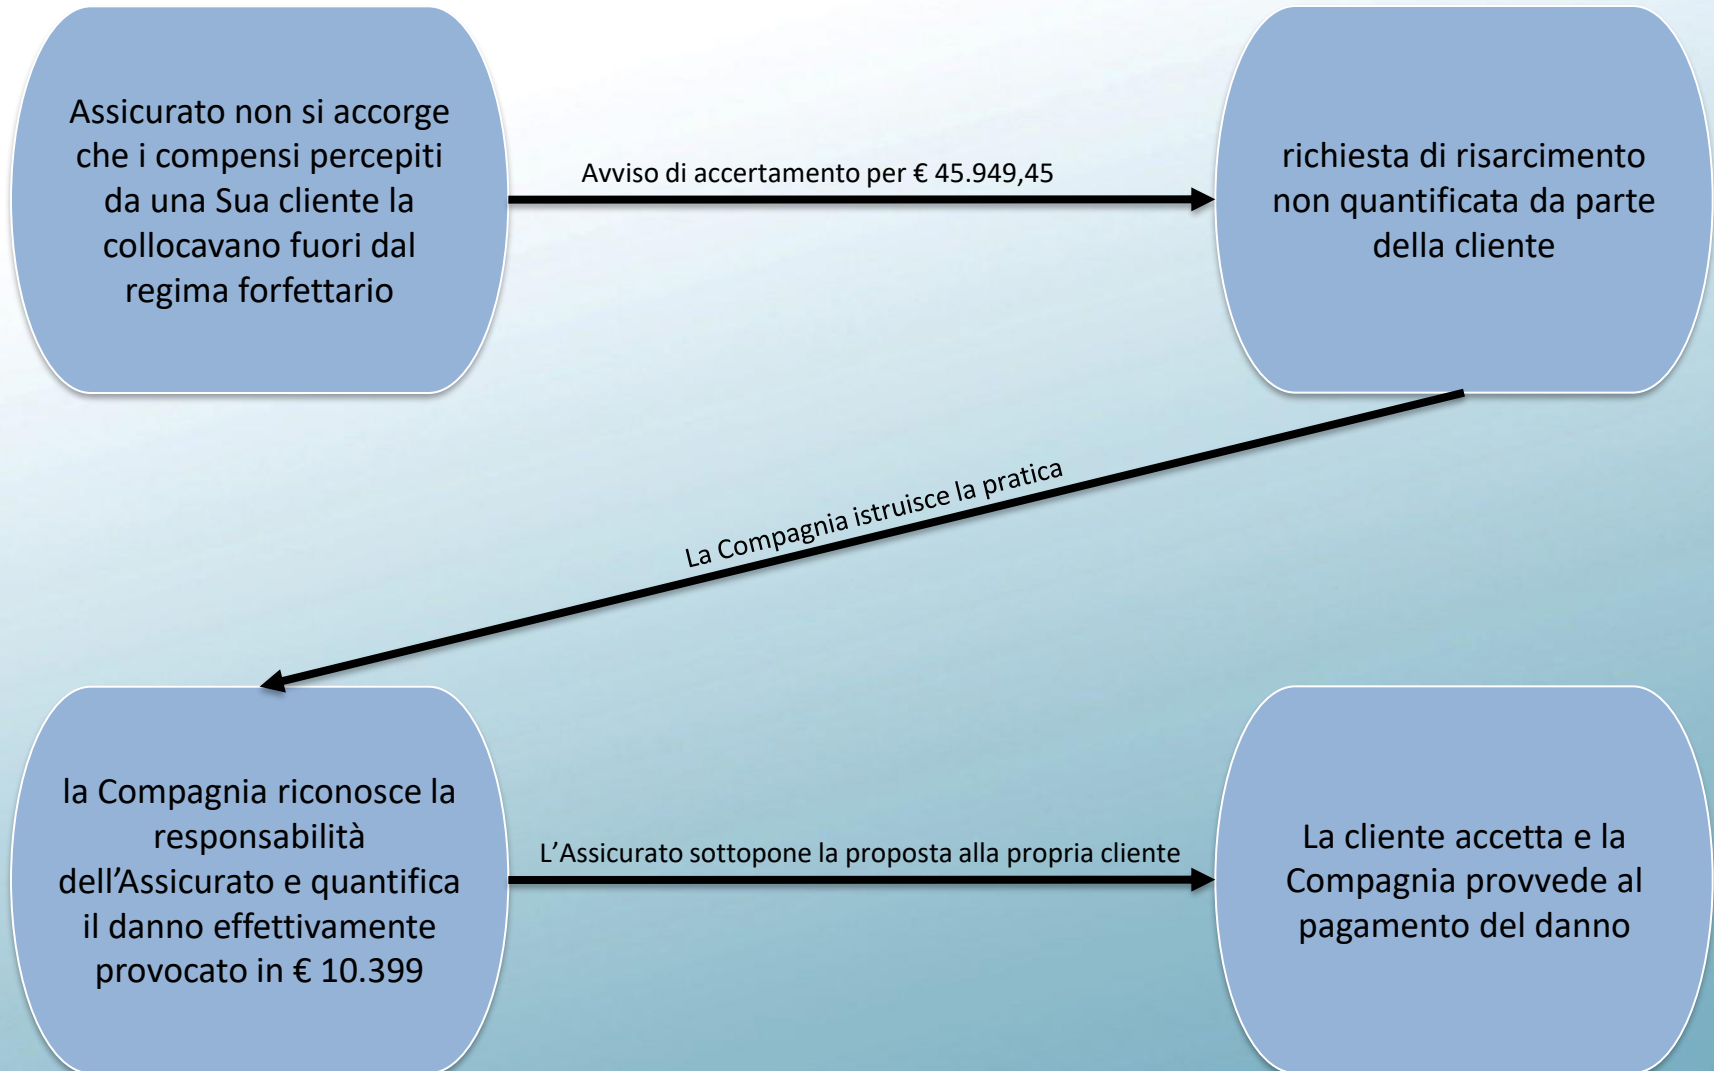 Assicurato non si accorge
che i compensi percepiti
da una Sua cliente la
collocavano fuori dal
regima forfettario
Avviso di accertamento per € 45.949,45
richiesta di risarcimento
non quantificata da parte
della cliente
La Compagnia istruisce la pratica
la Compagnia riconosce la
responsabilità
dell’Assicurato e quantifica
il danno effettivamente
provocato in € 10.399
L’Assicurato sottopone la proposta alla propria cliente
La cliente accetta e la
Compagnia provvede al
pagamento del danno